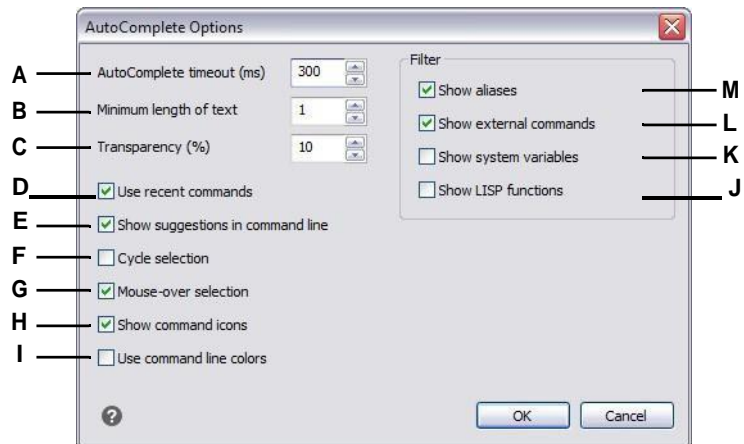 AutoComplete Options
A AutoComplete timeout (ms) 300
B Minimum length of text 1
C Transparency (%) 10
D Use recent commands
E Show suggestions in command line
F Cycle selection
G Mouse-over selection
H Show command icons
I Use command line colors
Filter
Show aliases M
Show external commands L
Show system variables K
Show LISP functions J
? OK Cancel